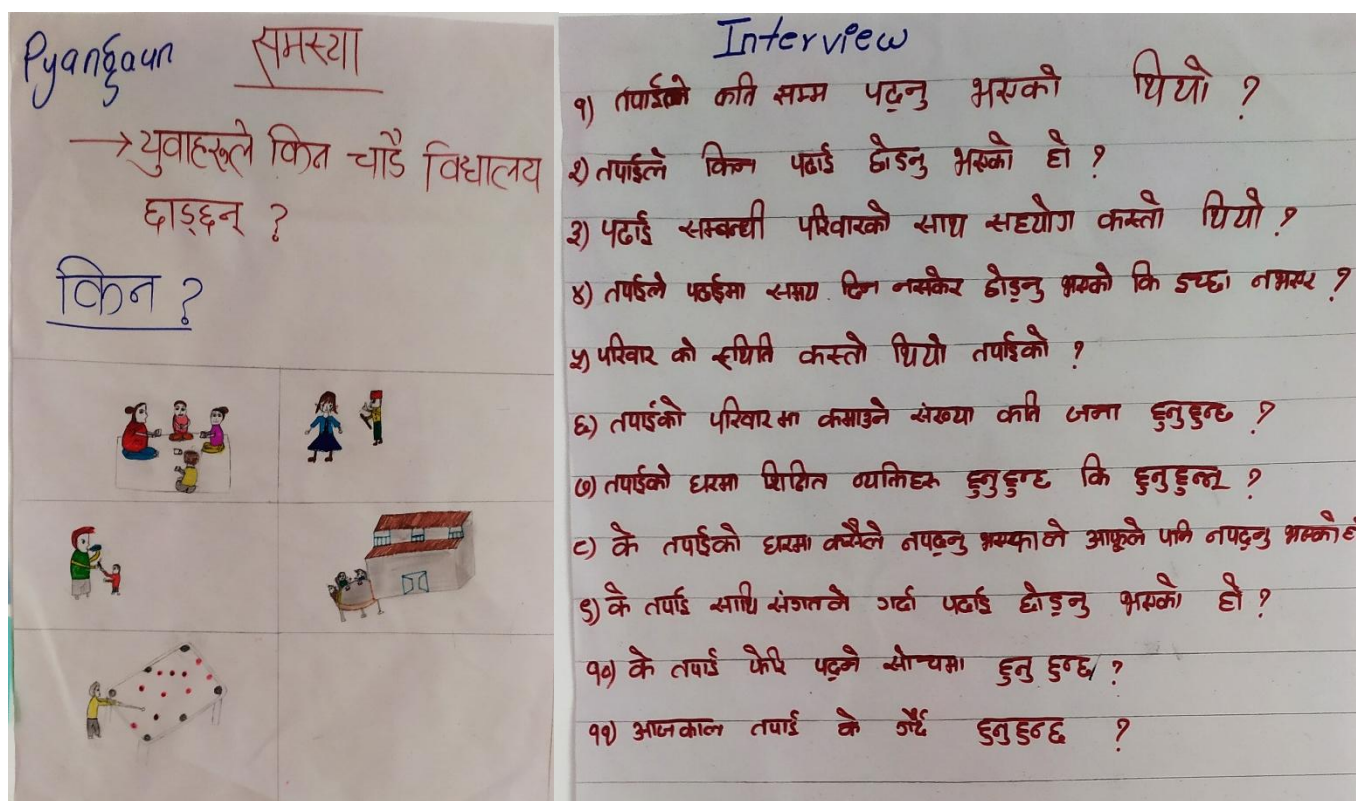 Pyangaun
समस्या
→ युवाहरूले किन चाडै विद्यालय
छाड्छन् ?
किन ?
Interview
१) तपाईले कति सम्म पढ्नु भएको थियो ?
२) तपाईले किन पढाई छोड्नु भएको हो ?
३) पढाई सम्बन्धी परिवारको साथ सहयोग कस्तो थियो ?
४) तपाईले पढाईमा समय दिन नसकेर छोड्नु भएको कि इच्छा नभएर ?
५) परिवार को स्थिति कस्तो थियो तपाईको ?
६) तपाईको परिवारमा कमाउने संख्या कति जना हुनुहुन्छ ?
७) तपाईको घरमा शिक्षित व्यक्तिहरु हुनुहुन्छ कि हुनुहुन्न ?
८) के तपाईको घरमा कसैले नपढ्नु भएकाले आफूले पनि नपढ्नु भएको हो
९) के तपाई साथि संगतले गर्दा पढाई छोड्नु भएको हो ?
१०) के तपाई फेरि पढ्ने सोचमा हुनु हुन्छ ?
११) आजकाल तपाई के गर्दै हुनुहुन्छ ?